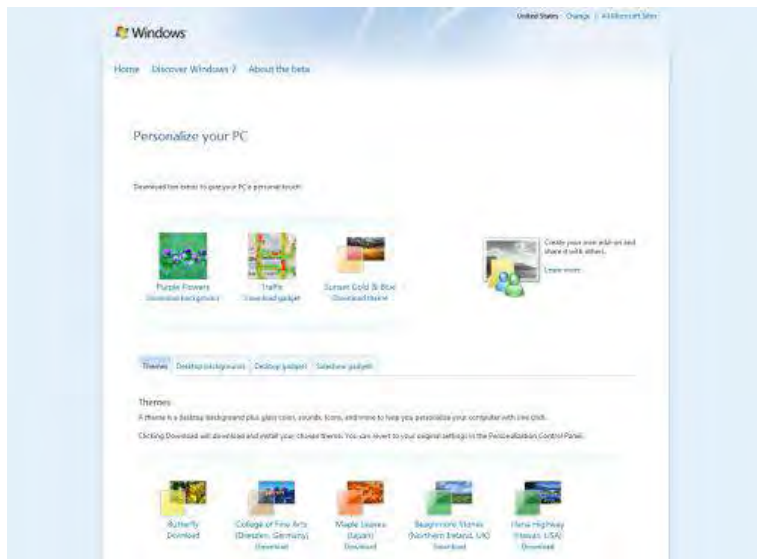 United States Change | All Microsoft Sites
Windows
Home Discover Windows 7 About the beta
Personalize your PC
Download fun extras to give your PC a personal touch
Create your own add-on and
share it with others.
Learn more
Purple Flowers
Download background
Traffic
Download gadget
Sunset Gold & Blue
Download theme
Themes Desktop backgrounds Desktop gadgets Sideshow gadgets
Themes
A theme is a desktop background plus glass color, sounds, icons, and more to help you personalize your computer with one click.
Clicking Download will download and install your chosen theme. You can revert to your original settings in the Personalization Control Panel.
Butterfly
Download
College of Fine Arts
(Dresden, Germany)
Download
Maple Leaves
(Japan)
Download
Beaghmore Stones
(Northern Ireland, UK)
Download
Hana Highway
(Hawaii, USA)
Download